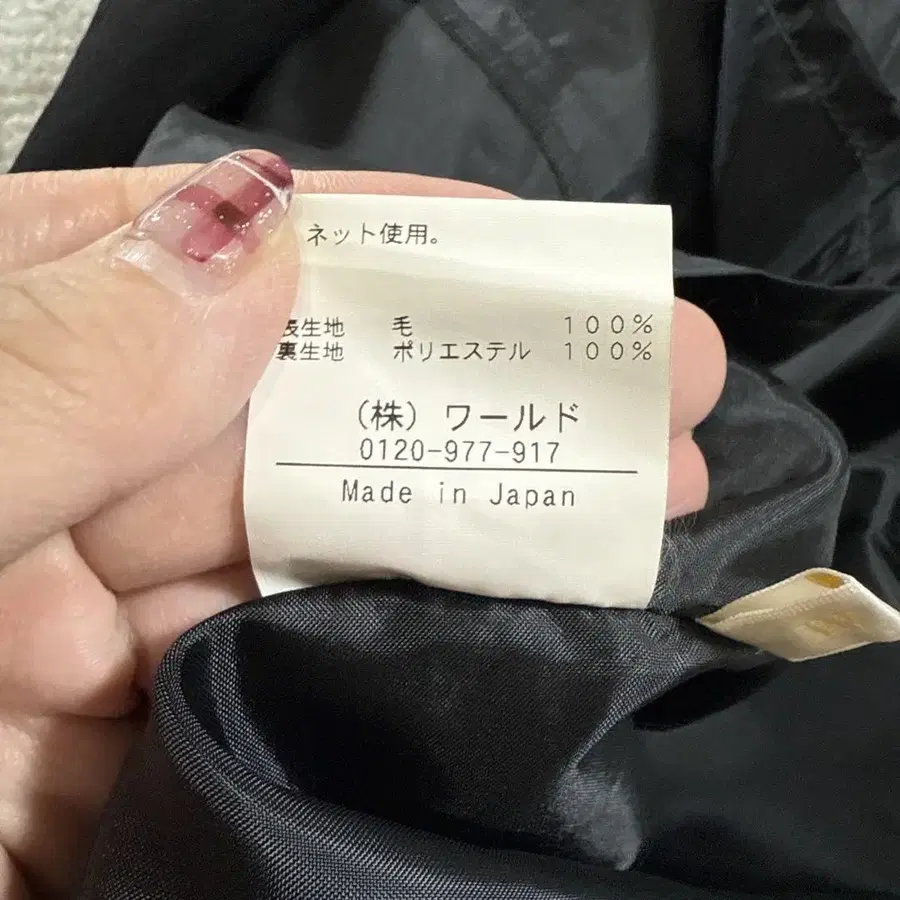 ネット使用。
表生地 毛 100%
裏生地 ポリエステル 100%
(株) ワールド
0120-977-917
Made in Japan